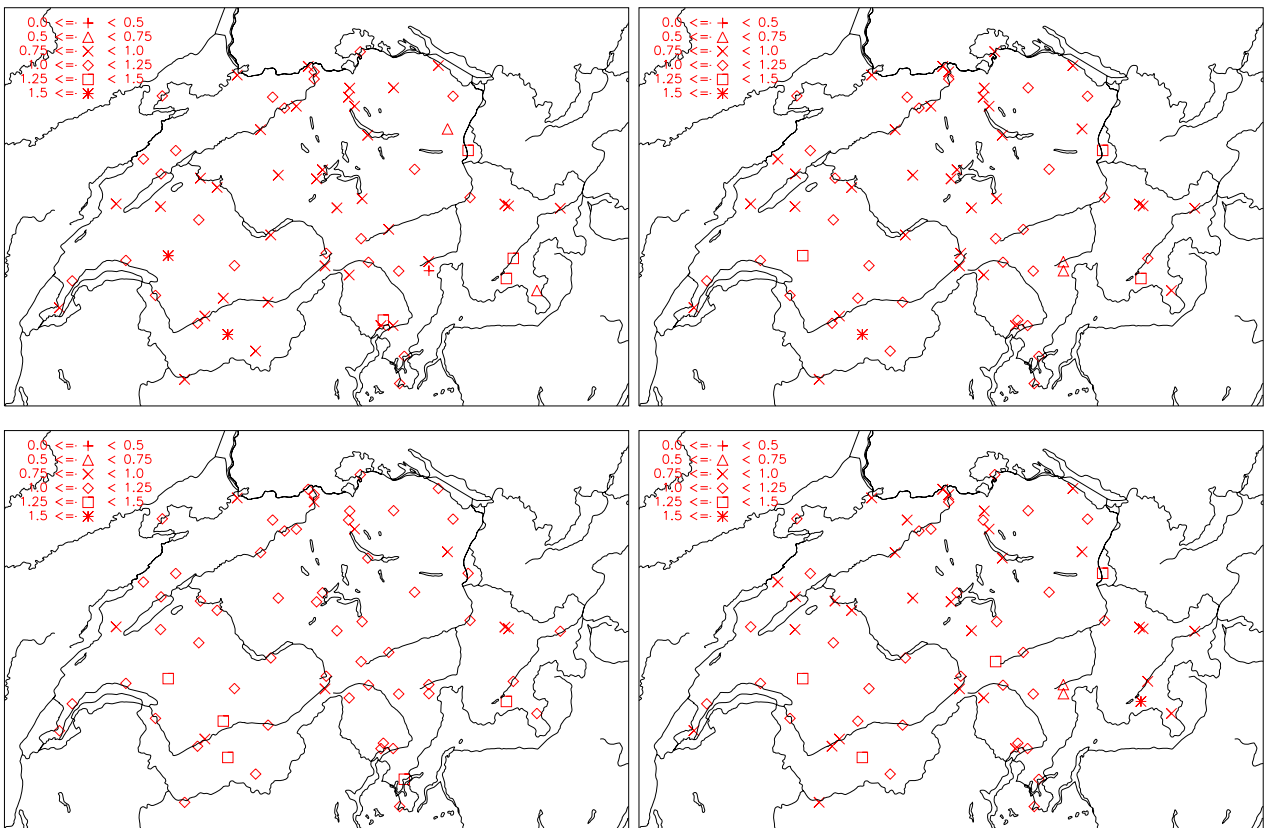 0.0 <= + < 0.5
0.5 <= △ < 0.75
0.75 <= × < 1.0
1.0 <= ◇ < 1.25
1.25 <= □ < 1.5
1.5 <= ✳
0.0 <= + < 0.5
0.5 <= △ < 0.75
0.75 <= × < 1.0
1.0 <= ◇ < 1.25
1.25 <= □ < 1.5
1.5 <= ✳
0.0 <= + < 0.5
0.5 <= △ < 0.75
0.75 <= × < 1.0
1.0 <= ◇ < 1.25
1.25 <= □ < 1.5
1.5 <= ✳
0.0 <= + < 0.5
0.5 <= △ < 0.75
0.75 <= × < 1.0
1.0 <= ◇ < 1.25
1.25 <= □ < 1.5
1.5 <= ✳